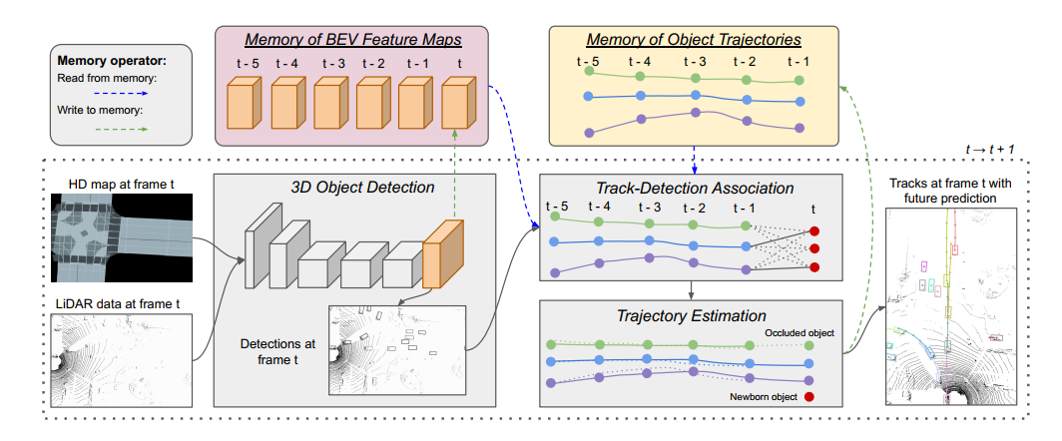 Memory operator:
Read from memory:
Write to memory:
Memory of BEV Feature Maps
t - 5 t - 4 t - 3 t - 2 t - 1 t
Memory of Object Trajectories
t - 5 t - 4 t - 3 t - 2 t - 1
t → t + 1
HD map at frame t
LiDAR data at frame t
3D Object Detection
Detections at
frame t
Track-Detection Association
t - 5 t - 4 t - 3 t - 2 t - 1 t
Trajectory Estimation
Occluded object
Newborn object
Tracks at frame t with
future prediction